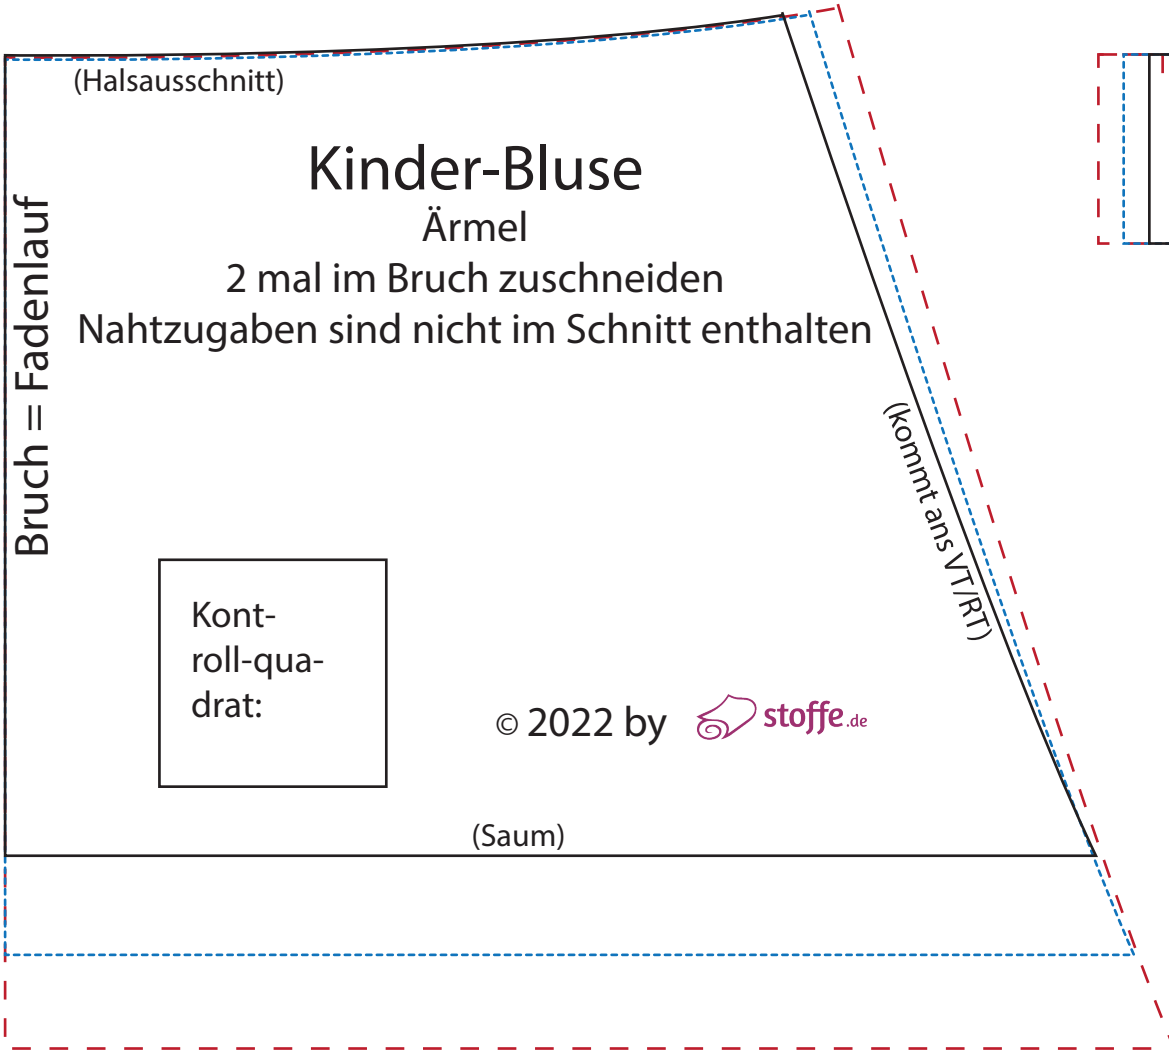 (Halsausschnitt)
Kinder-Bluse
Ärmel
2 mal im Bruch zuschneiden
Nahtzugaben sind nicht im Schnitt enthalten
Bruch = Fadenlauf
(kommt ans VT/RT)
Kont-
roll-qua-
drat:
© 2022 by stoffe.de
(Saum)